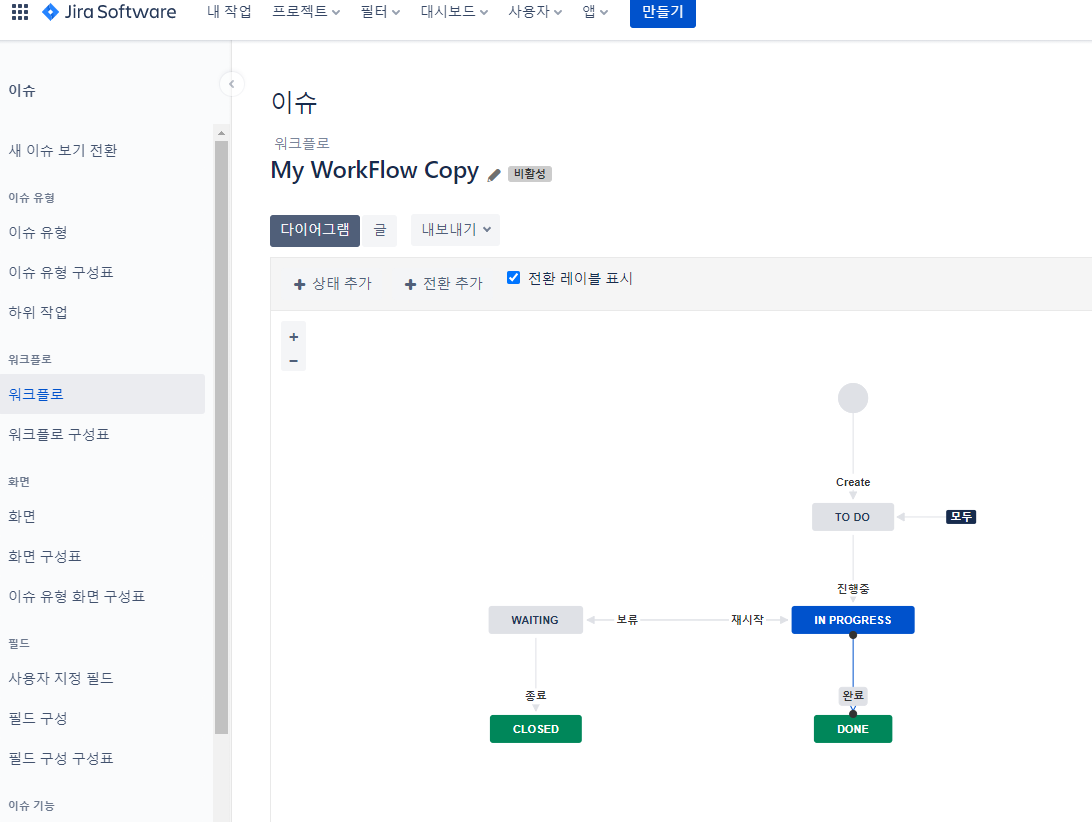 Jira Software 내 작업 프로젝트 필터 대시보드 사용자 앱 만들기
이슈
새 이슈 보기 전환
이슈 유형
이슈 유형
이슈 유형 구성표
하위 작업
워크플로
워크플로
워크플로 구성표
화면
화면
화면 구성표
이슈 유형 화면 구성표
필드
사용자 지정 필드
필드 구성
필드 구성 구성표
이슈 기능
이슈
워크플로
My WorkFlow Copy 비활성
다이어그램 글 내보내기
+ 상태 추가 + 전환 추가 전환 레이블 표시
+
−
Create
TO DO 모두
진행중
WAITING 보류 재시작 IN PROGRESS
종료 완료
CLOSED DONE